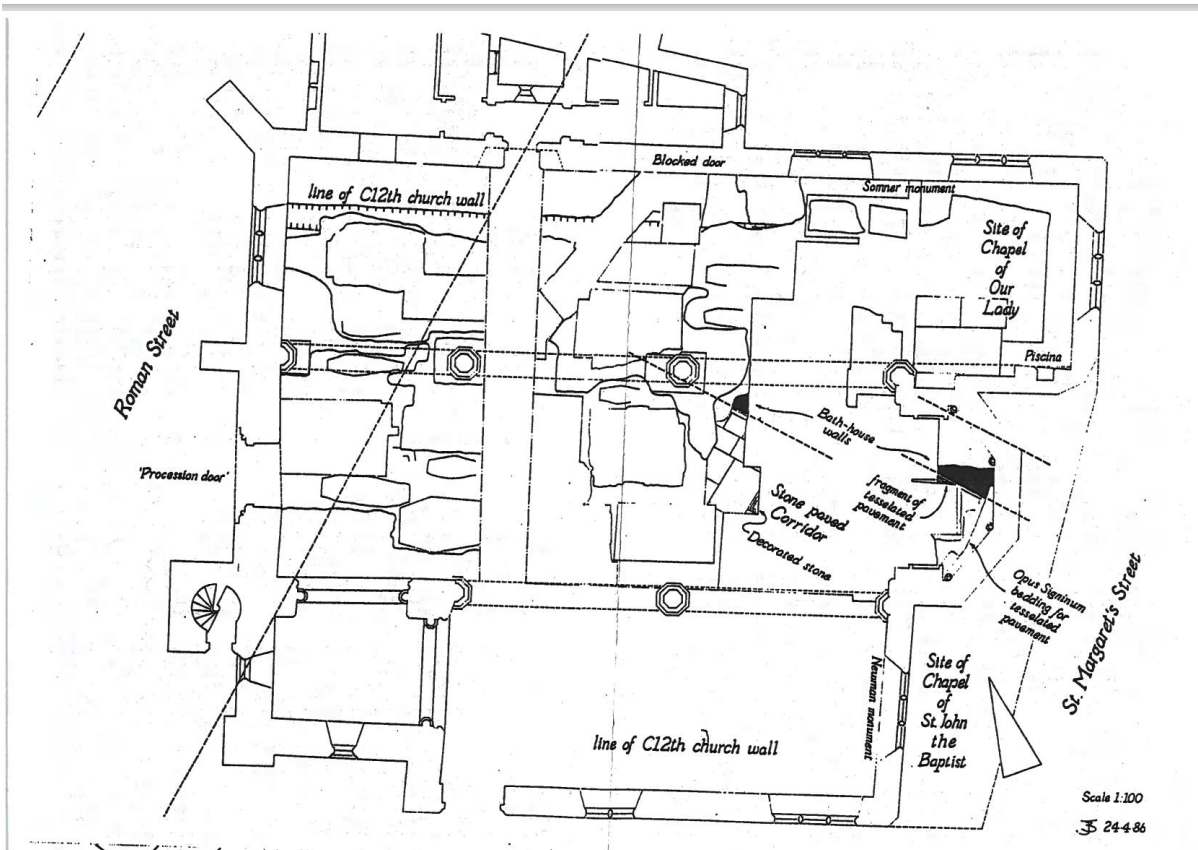 Blocked door
line of C12th church wall
Somner monument
Site of
Chapel
of
Our
Lady
Roman Street
Piscina
Bath-house
walls
'Procession door'
fragment of
tesselated
pavement
Stone paved
Corridor
Decorated stone
Opus Signinum
bedding for
tesselated
pavement
St. Margaret's Street
Newman monument
Site of
Chapel
of
St. John
the
Baptist
line of C12th church wall
Scale 1:100
24·4·86